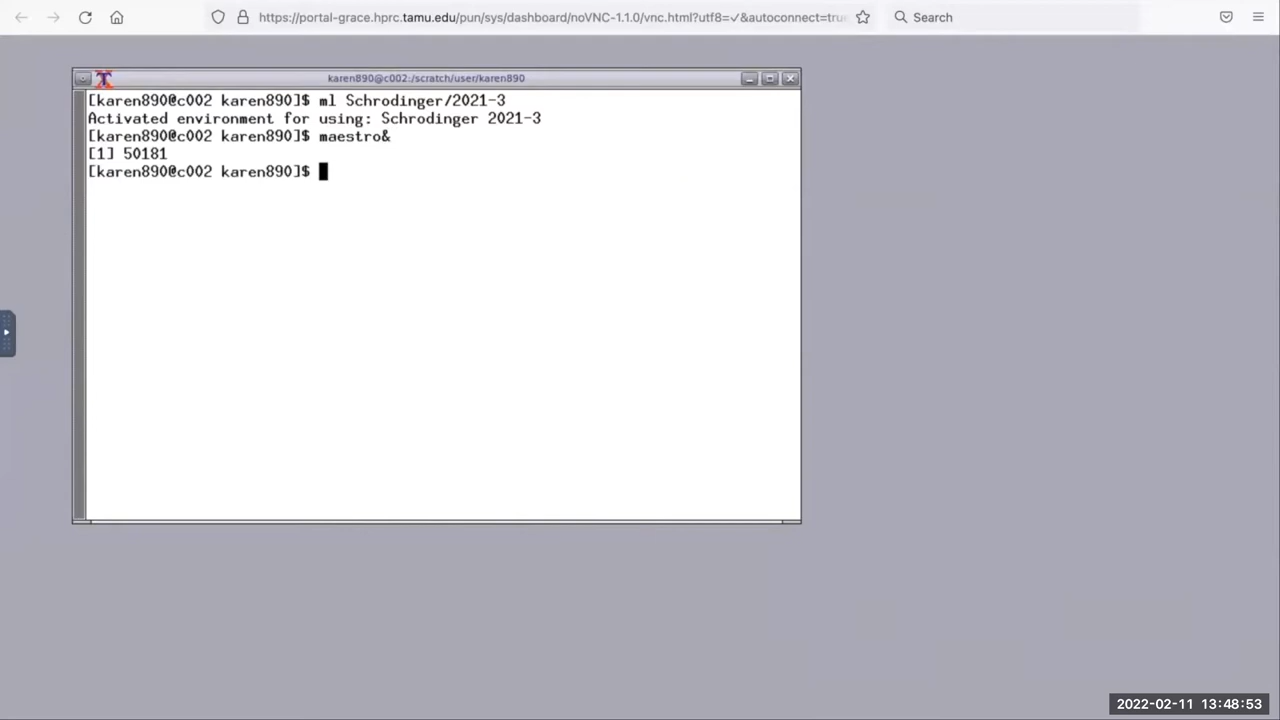 https://portal-grace.hprc.tamu.edu/pun/sys/dashboard/noVNC-1.1.0/vnc.html?utf8=✓&autoconnect=true
Search
karen890@c002:/scratch/user/karen890
[karen890@c002 karen890]$ ml Schrodinger/2021-3
Activated environment for using: Schrodinger 2021-3
[karen890@c002 karen890]$ maestro&
[1] 50181
[karen890@c002 karen890]$
2022-02-11 13:48:53